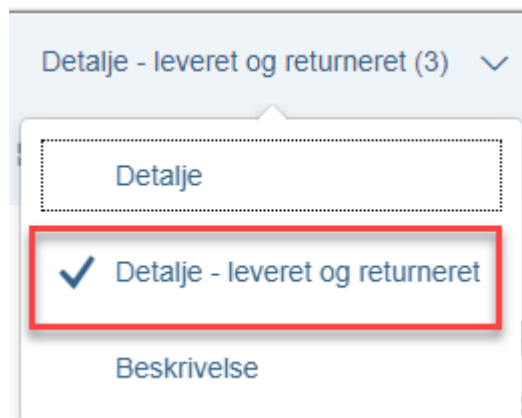 Detalje - leveret og returneret (3)
Detalje
Detalje - leveret og returneret
Beskrivelse